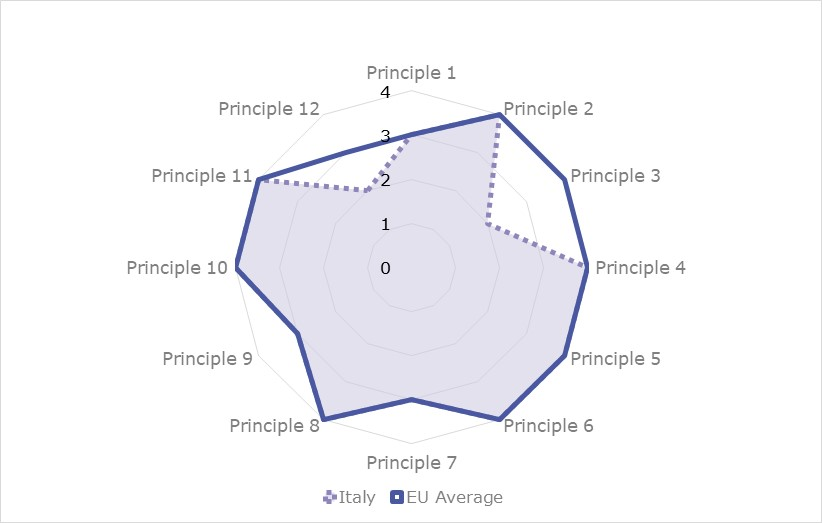 Principle 1
4
Principle 12
Principle 2
3
Principle 11
2
Principle 3
1
Principle 10
0
Principle 4
Principle 9
Principle 5
Principle 8
Principle 6
Principle 7
Italy
EU Average